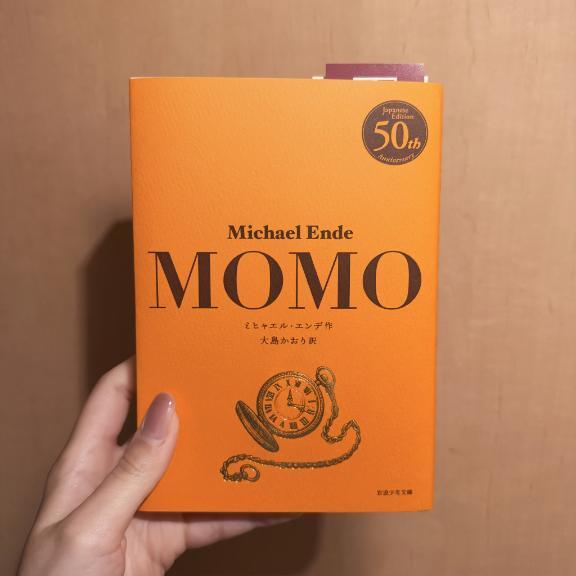 Japanese
Edition
50th
Anniversary
Michael Ende
MOMO
ミヒャエル・エンデ作
大島かおり訳
岩波少年文庫